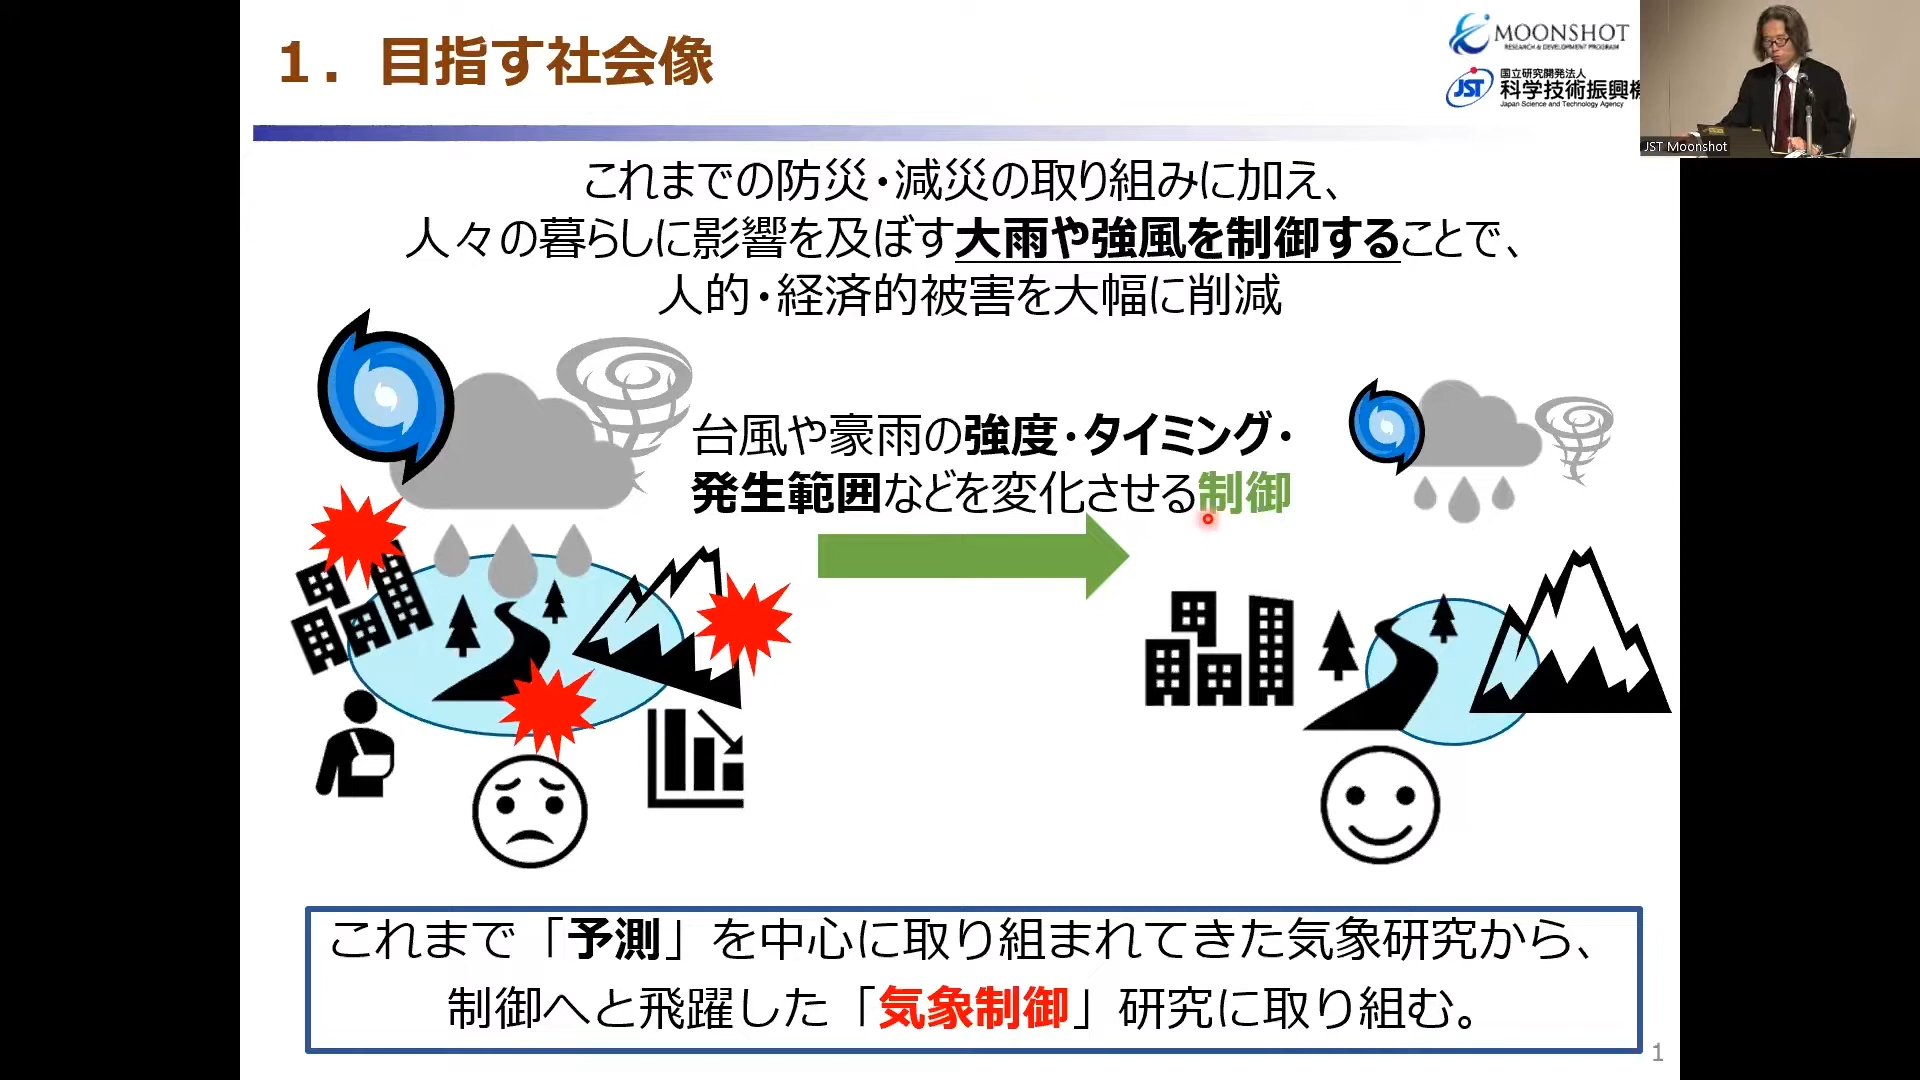 1．目指す社会像
MOONSHOT
RESEARCH & DEVELOPMENT PROGRAM
JST
国立研究開発法人
科学技術振興機
Japan Science and Technology Agency
JST Moonshot
これまでの防災・減災の取り組みに加え、
人々の暮らしに影響を及ぼす大雨や強風を制御することで、
人的・経済的被害を大幅に削減
台風や豪雨の強度・タイミング・
発生範囲などを変化させる制御
これまで「予測」を中心に取り組まれてきた気象研究から、
制御へと飛躍した「気象制御」研究に取り組む。
1